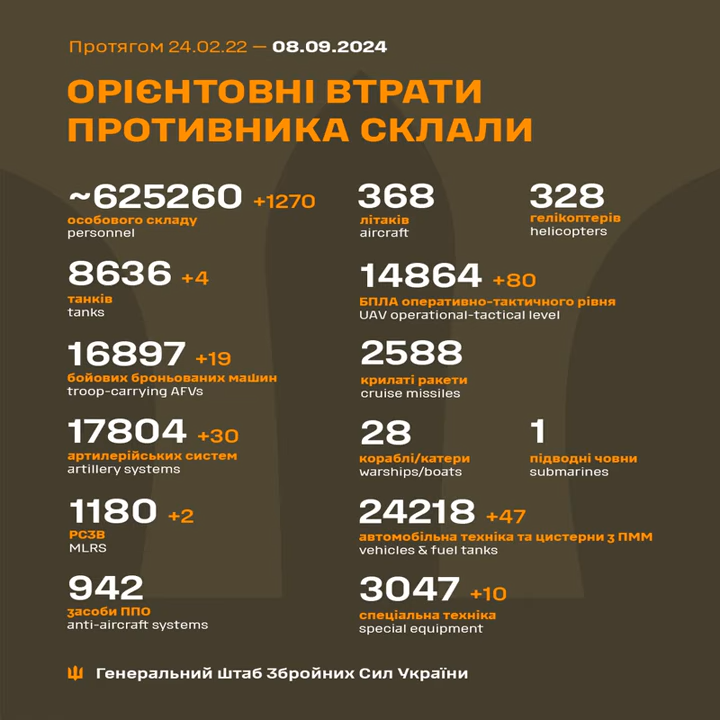 Протягом 24.02.22 — 08.09.2024
ОРІЄНТОВНІ ВТРАТИ
ПРОТИВНИКА СКЛАЛИ
~625260 +1270
особового складу
personnel
368
літаків
aircraft
328
гелікоптерів
helicopters
8636 +4
танків
tanks
14864 +80
БПЛА оперативно-тактичного рівня
UAV operational-tactical level
16897 +19
бойових броньованих машин
troop-carrying AFVs
2588
крилаті ракети
cruise missiles
17804 +30
артилерійських систем
artillery systems
28
кораблі/катери
warships/boats
1
підводні човни
submarines
1180 +2
РСЗВ
MLRS
24218 +47
автомобільна техніка та цистерни з ПММ
vehicles & fuel tanks
942
засоби ППО
anti-aircraft systems
3047 +10
спеціальна техніка
special equipment
Генеральний штаб Збройних Сил України